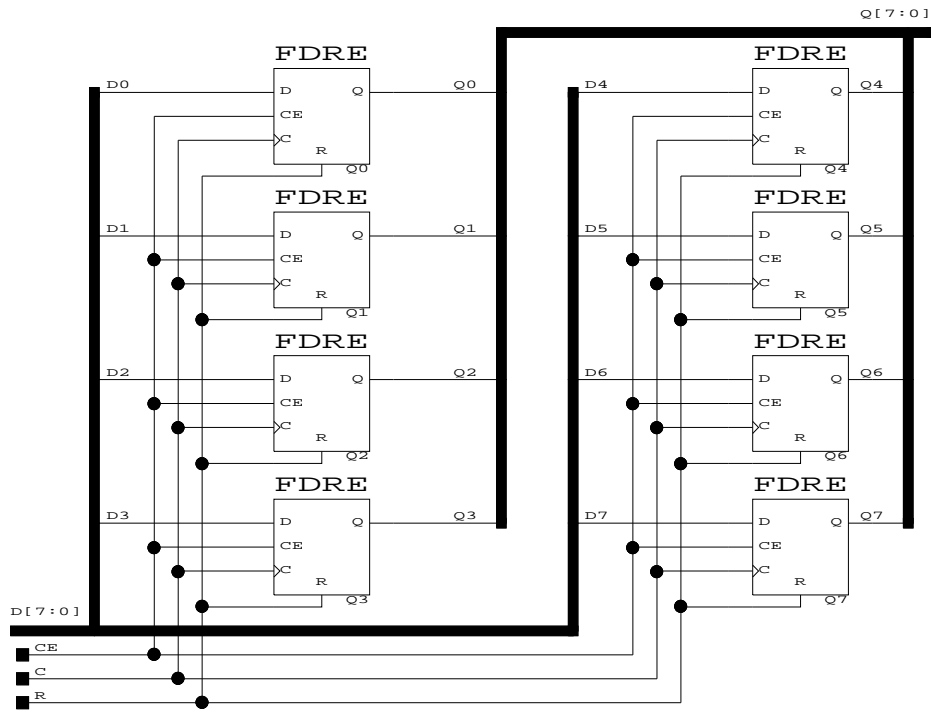 Q[7:0]
FDRE
FDRE
D0
D
Q
Q0
D4
D
Q
Q4
CE
CE
C
C
R
R
Q0
Q4
FDRE
FDRE
D1
D
Q
Q1
D5
D
Q
Q5
CE
CE
C
C
R
R
Q1
Q5
FDRE
FDRE
D2
D
Q
Q2
D6
D
Q
Q6
CE
CE
C
C
R
R
Q2
Q6
FDRE
FDRE
D3
D
Q
Q3
D7
D
Q
Q7
CE
CE
C
C
R
R
Q3
Q7
D[7:0]
CE
C
R